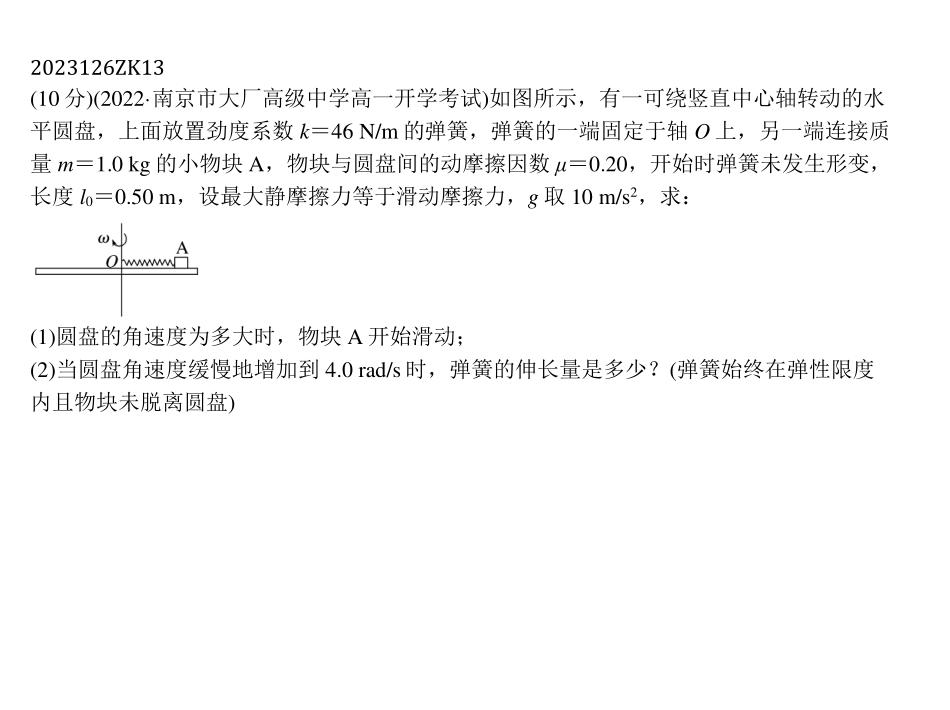 2023126ZK13
(10 分)(2022·南京市大厂高级中学高一开学考试)如图所示，有一可绕竖直中心轴转动的水
平圆盘，上面放置劲度系数 k＝46 N/m 的弹簧，弹簧的一端固定于轴 O 上，另一端连接质
量 m＝1.0 kg 的小物块 A，物块与圆盘间的动摩擦因数 μ＝0.20，开始时弹簧未发生形变，
长度 l₀＝0.50 m，设最大静摩擦力等于滑动摩擦力，g 取 10 m/s²，求：
ω
A
O
(1)圆盘的角速度为多大时，物块 A 开始滑动；
(2)当圆盘角速度缓慢地增加到 4.0 rad/s 时，弹簧的伸长量是多少？(弹簧始终在弹性限度
内且物块未脱离圆盘)